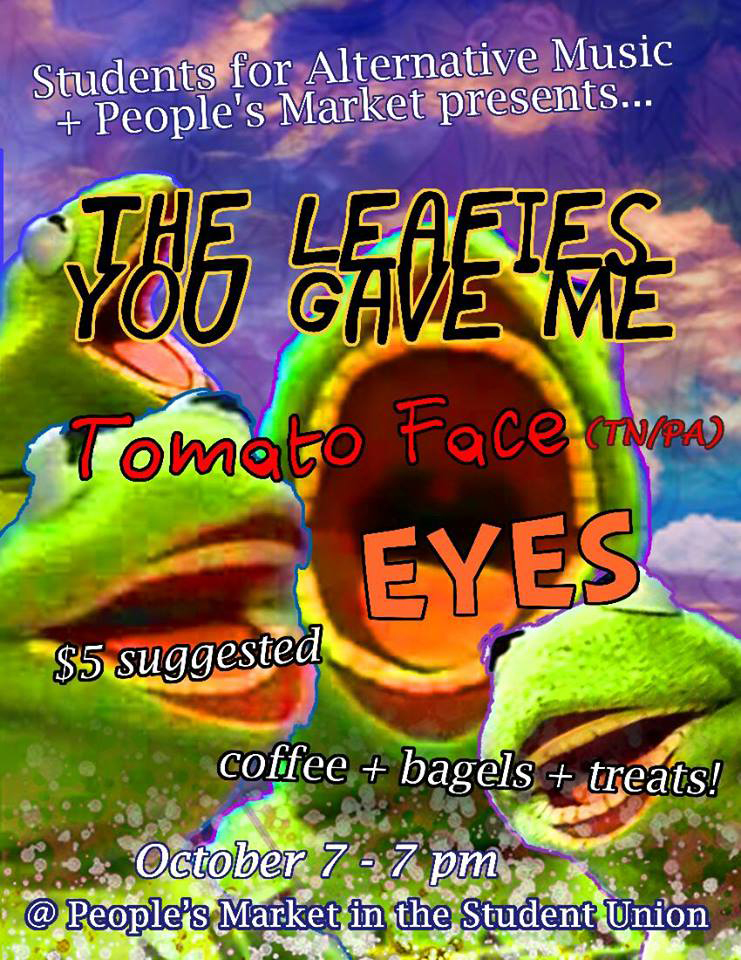 Students for Alternative Music
+ People's Market presents...
THE LEAFIES
YOU GAVE ME
Tomato Face (TN/PA)
EYES
$5 suggested
coffee + bagels + treats!
October 7 - 7 pm
@ People's Market in the Student Union